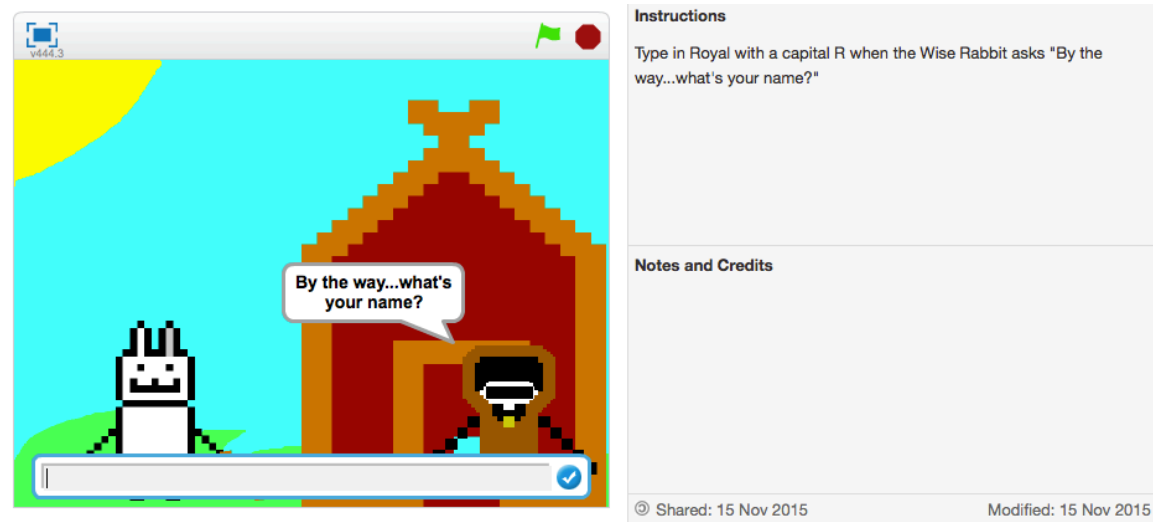 v444.3
By the way...what's
your name?
Instructions
Type in Royal with a capital R when the Wise Rabbit asks "By the
way...what's your name?"
Notes and Credits
Shared: 15 Nov 2015 Modified: 15 Nov 2015